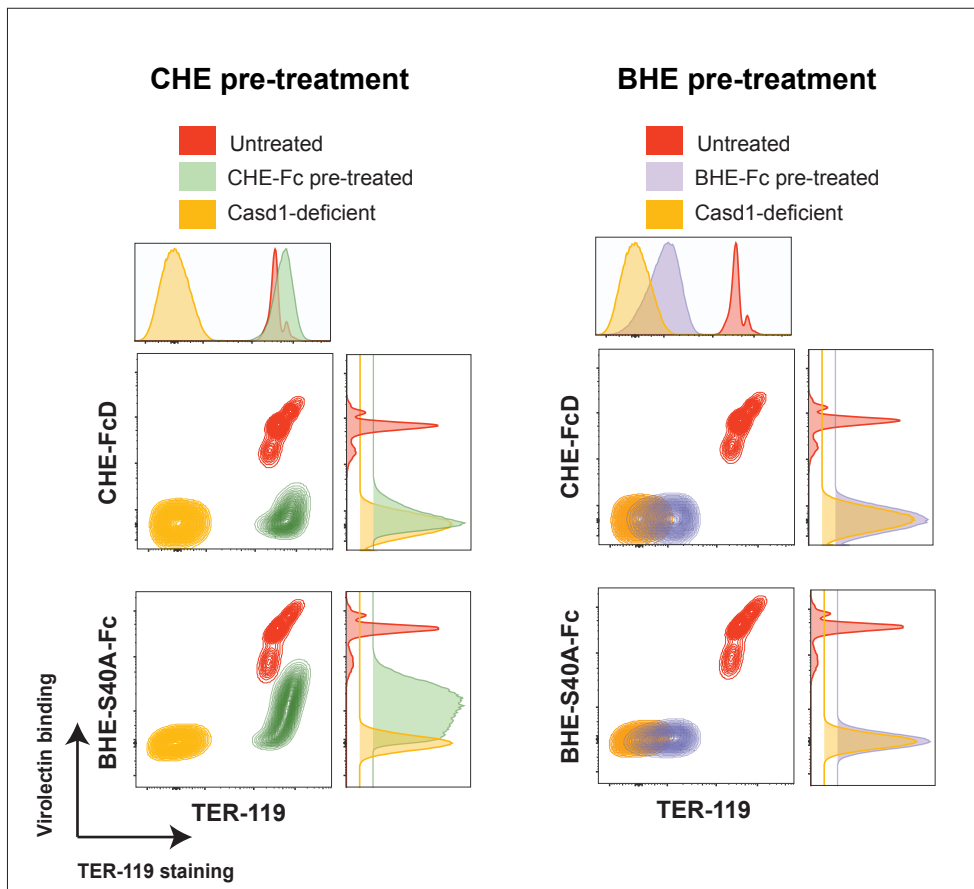 CHE pre-treatment
Untreated
CHE-Fc pre-treated
Casd1-deficient
CHE-FcD
BHE-S40A-Fc
TER-119
Virolectin binding
TER-119 staining
BHE pre-treatment
Untreated
BHE-Fc pre-treated
Casd1-deficient
CHE-FcD
BHE-S40A-Fc
TER-119